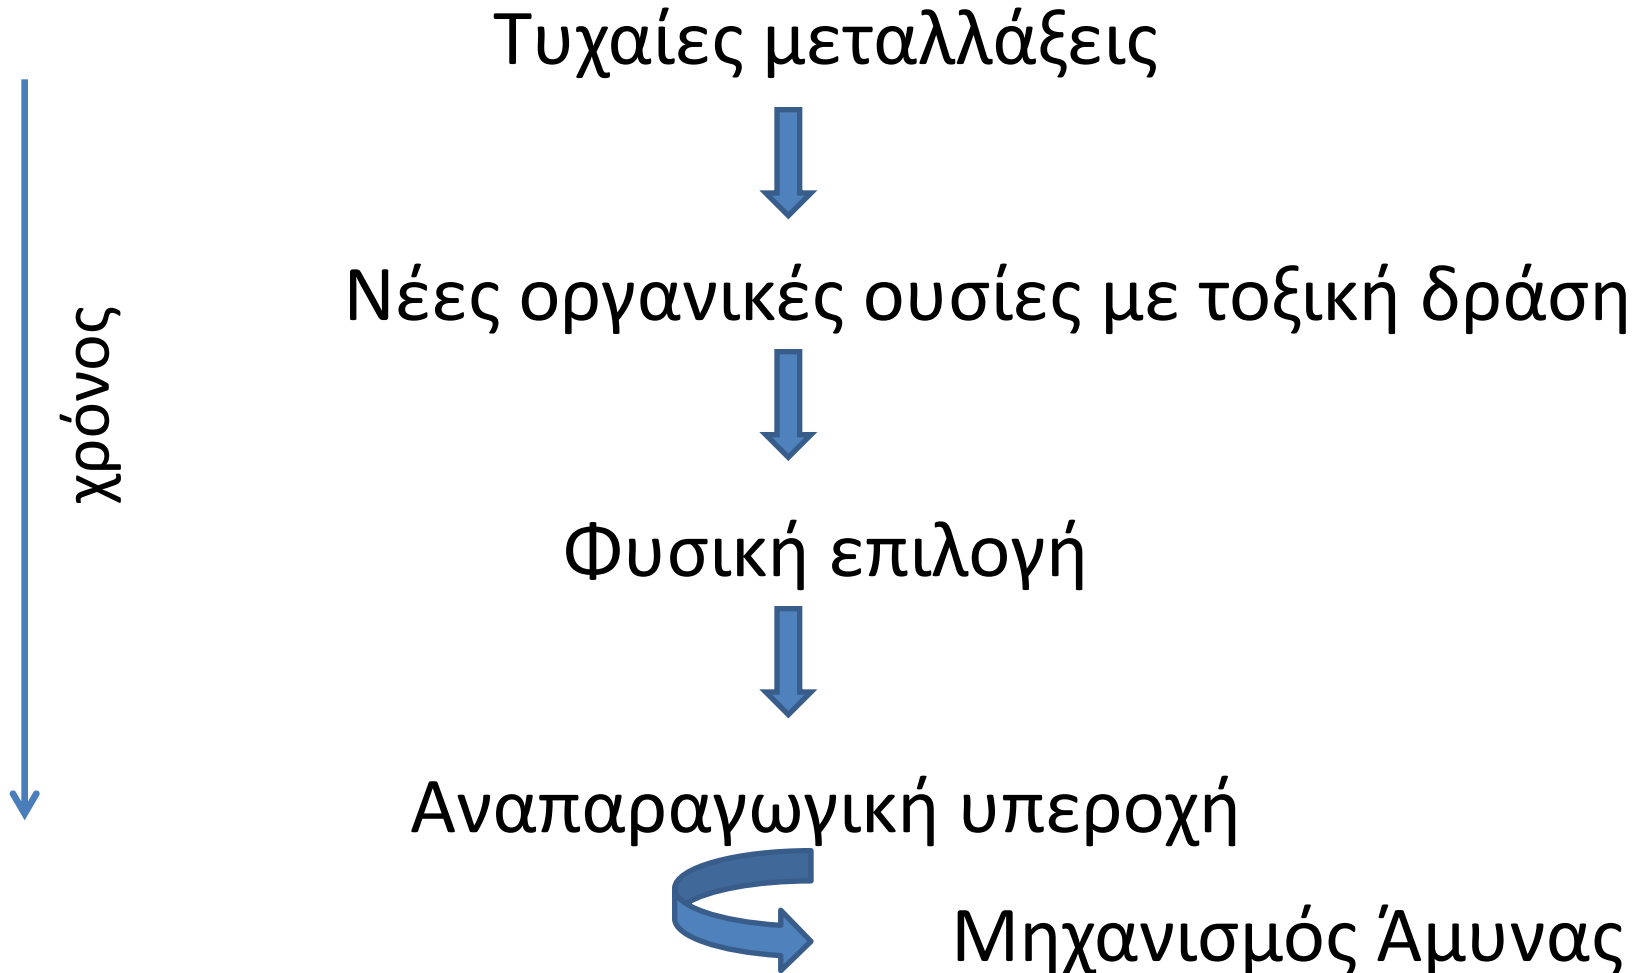 Τυχαίες μεταλλάξεις
Νέες οργανικές ουσίες με τοξική δράση
χρόνος
Φυσική επιλογή
Αναπαραγωγική υπεροχή
Μηχανισμός Άμυνας